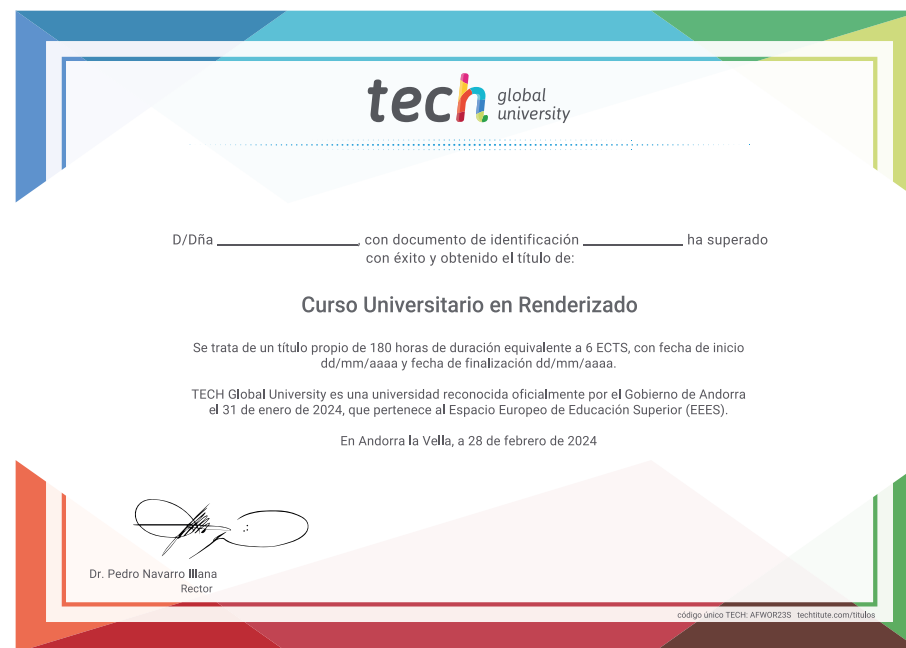 tech global university
D/Dña ____________________, con documento de identificación ______________ ha superado
con éxito y obtenido el título de:
Curso Universitario en Renderizado
Se trata de un título propio de 180 horas de duración equivalente a 6 ECTS, con fecha de inicio
dd/mm/aaaa y fecha de finalización dd/mm/aaaa.
TECH Global University es una universidad reconocida oficialmente por el Gobierno de Andorra
el 31 de enero de 2024, que pertenece al Espacio Europeo de Educación Superior (EEES).
En Andorra la Vella, a 28 de febrero de 2024
Dr. Pedro Navarro Illana
Rector
código único TECH: AFWOR23S techtitute.com/titulos